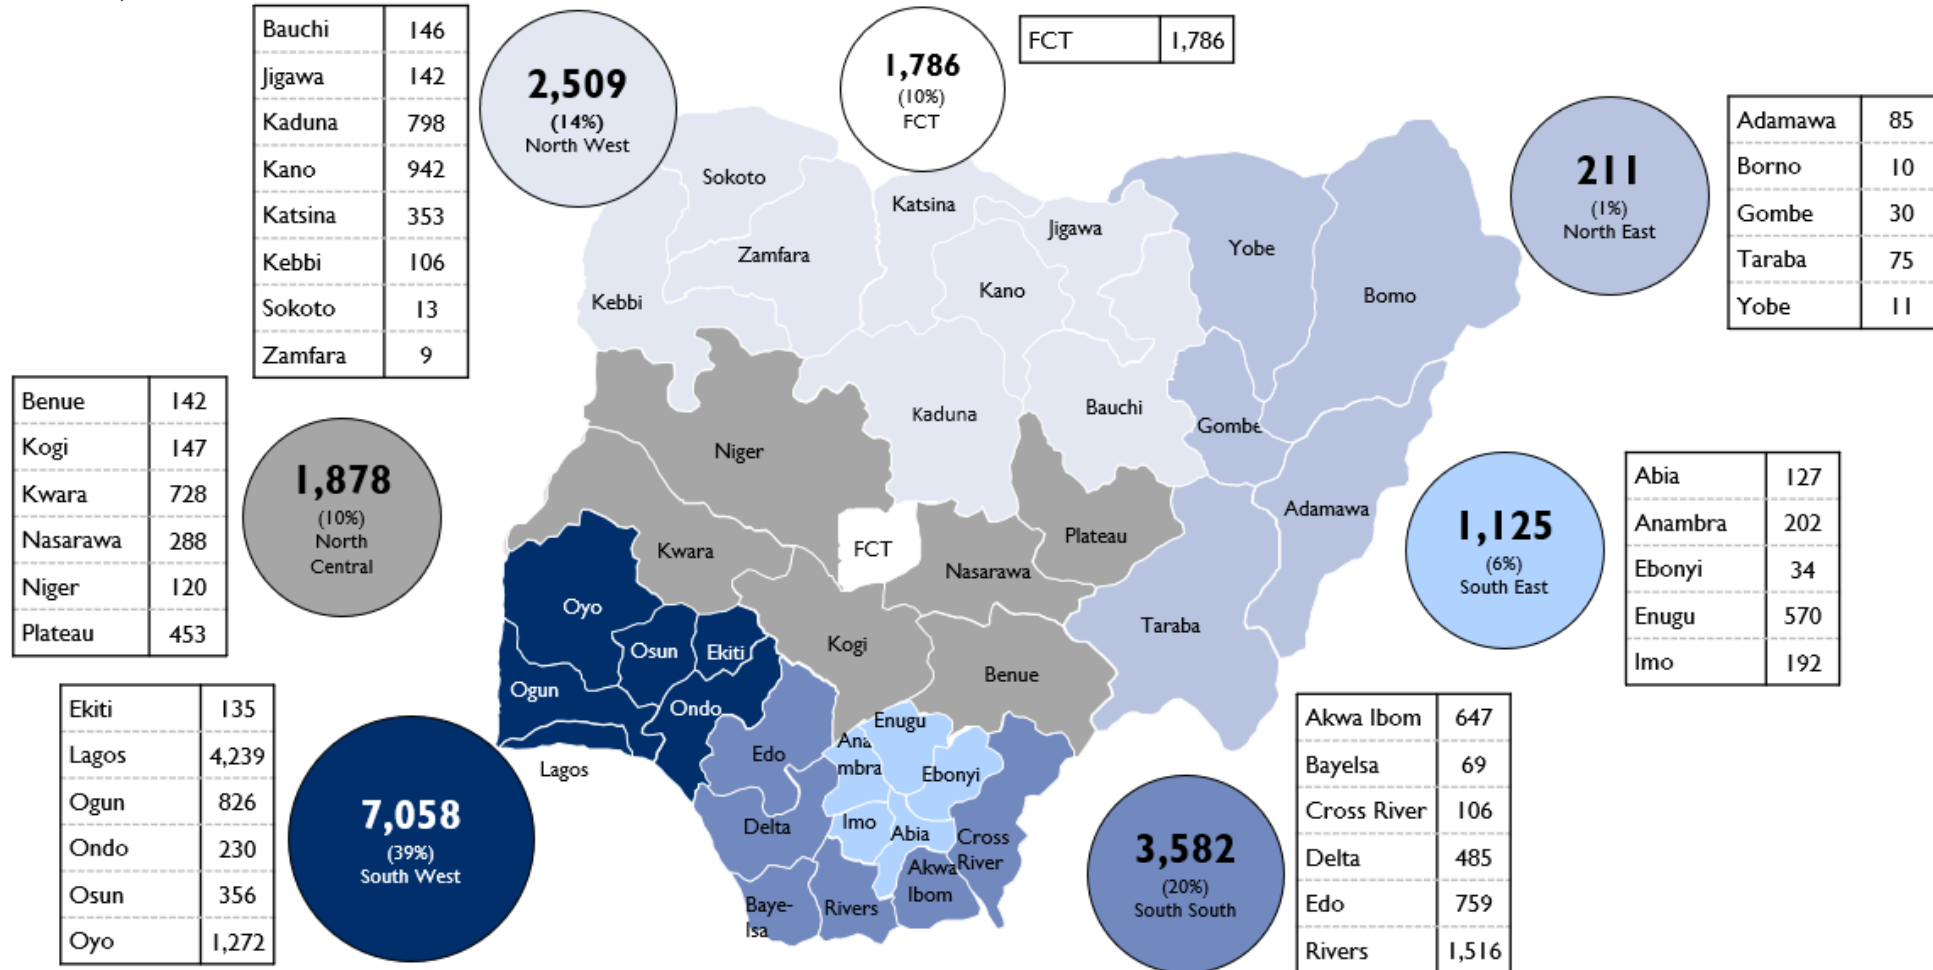 Bauchi 146
Jigawa 142
Kaduna 798
Kano 942
Katsina 353
Kebbi 106
Sokoto 13
Zamfara 9
2,509
(14%)
North West
1,786
(10%)
FCT
FCT 1,786
211
(1%)
North East
Adamawa 85
Borno 10
Gombe 30
Taraba 75
Yobe 11
Benue 142
Kogi 147
Kwara 728
Nasarawa 288
Niger 120
Plateau 453
1,878
(10%)
North
Central
1,125
(6%)
South East
Abia 127
Anambra 202
Ebonyi 34
Enugu 570
Imo 192
Ekiti 135
Lagos 4,239
Ogun 826
Ondo 230
Osun 356
Oyo 1,272
7,058
(39%)
South West
3,582
(20%)
South South
Akwa Ibom 647
Bayelsa 69
Cross River 106
Delta 485
Edo 759
Rivers 1,516
Sokoto
Katsina
Jigawa
Zamfara
Yobe
Kano
Kebbi
Bomo
Kaduna
Bauchi
Gombe
Niger
Adamawa
Plateau
FCT
Kwara
Nasarawa
Oyo
Taraba
Osun
Ekiti
Kogi
Benue
Ogun
Ondo
Enugu
Ana
mbra
Edo
Lagos
Ebonyi
Imo
Delta
Abia
Cross
River
Akwa
Ibom
Baye-
lsa
Rivers